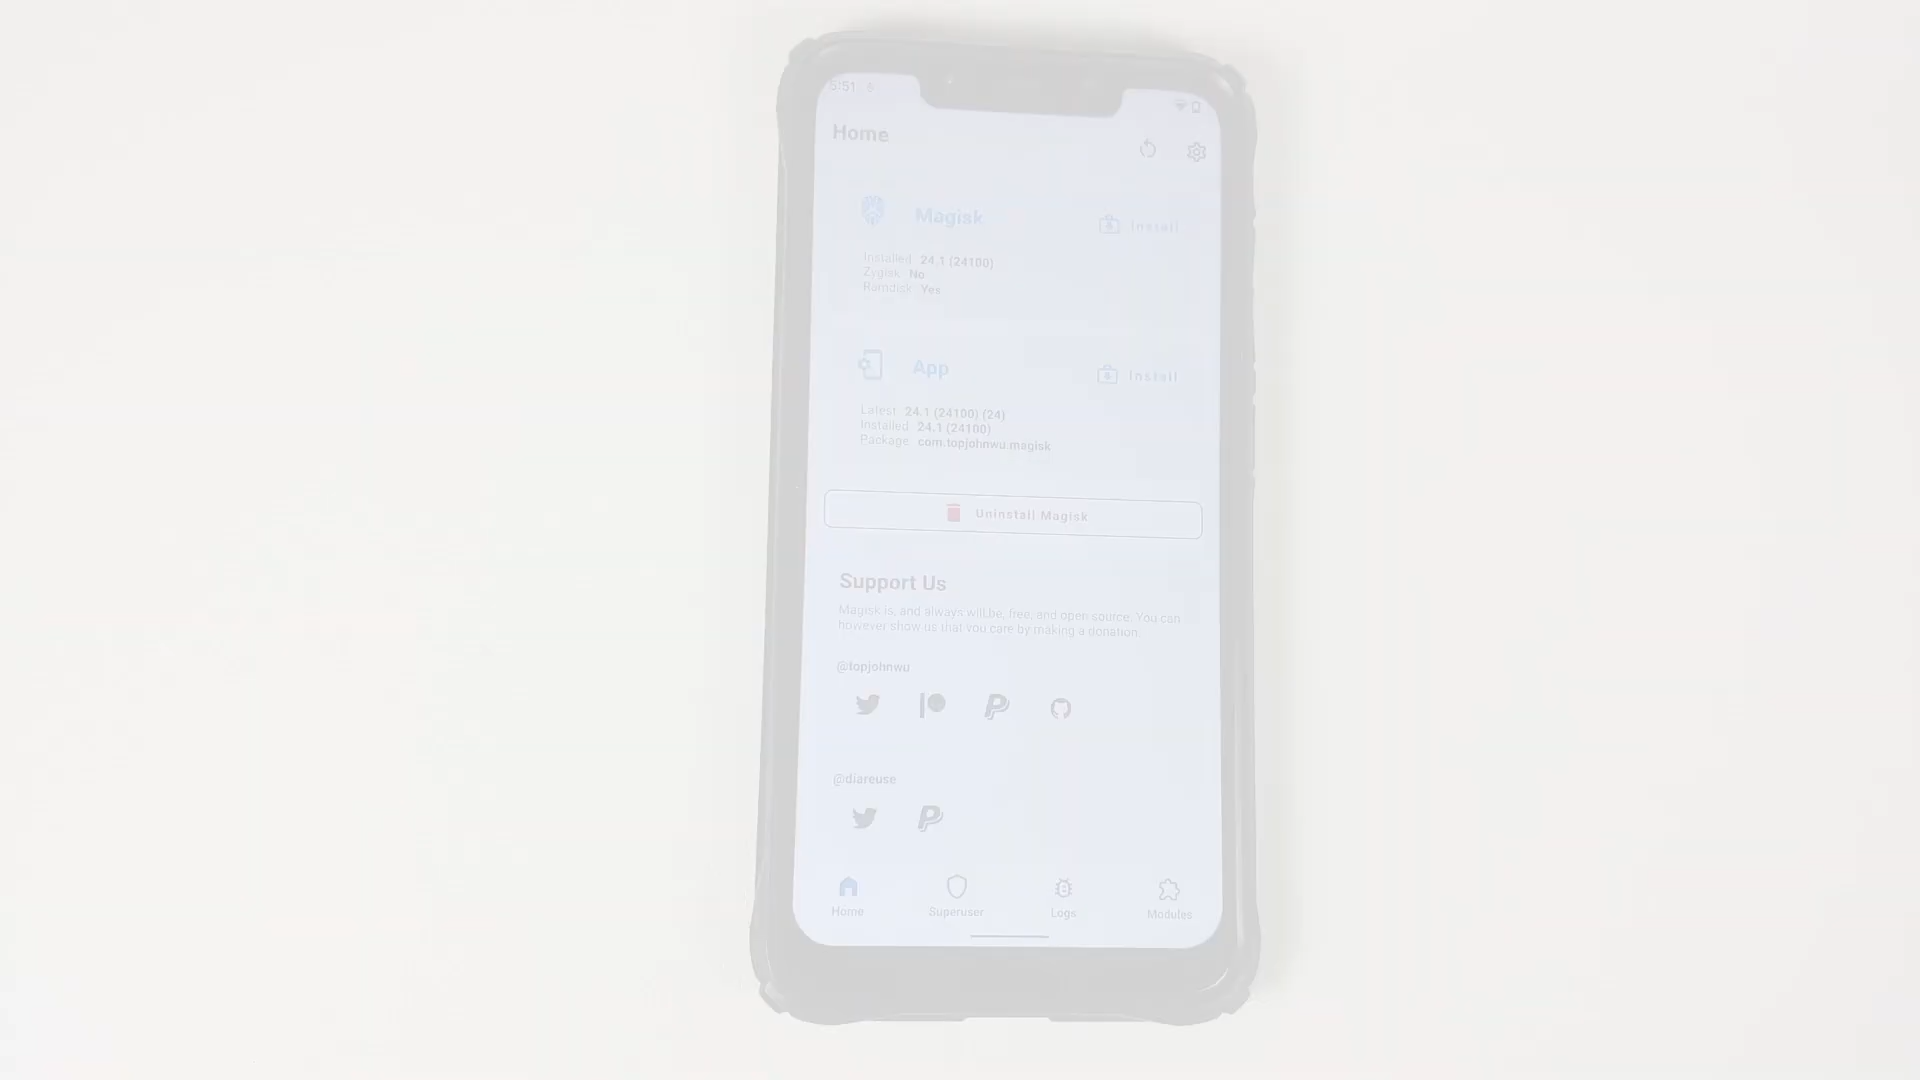 5:51
Home
Magisk
Install
Installed 24.1 (24100)
Zygisk No
Ramdisk Yes
App
Install
Latest 24.1 (24100) (24)
Installed 24.1 (24100)
Package com.topjohnwu.magisk
Uninstall Magisk
Support Us
Magisk is, and always will be, free, and open source. You can
however show us that you care by making a donation.
@topjohnwu
@diareuse
Home
Superuser
Logs
Modules